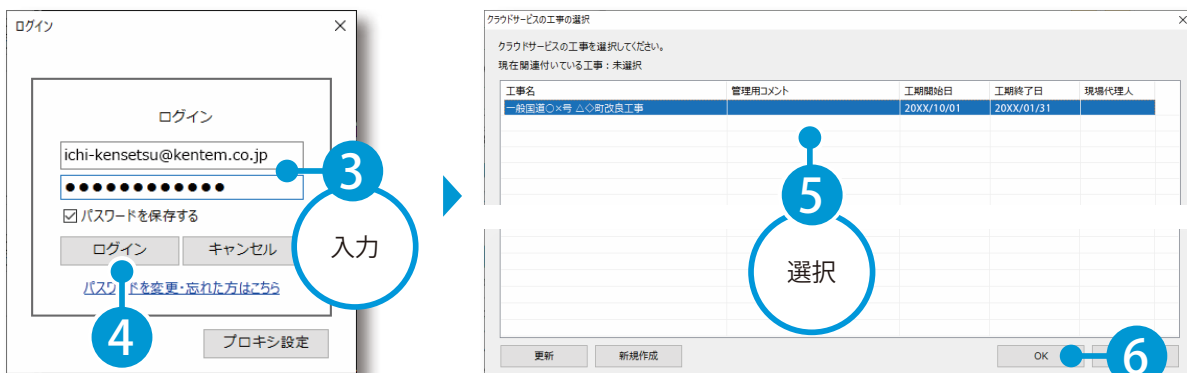 ログイン
ログイン
ichi-kensetsu@kentem.co.jp
●●●●●●●●●●●●
パスワードを保存する
ログイン キャンセル
パスワードを変更・忘れた方はこちら
プロキシ設定
3
入力
4
クラウドサービスの工事の選択
クラウドサービスの工事を選択してください。
現在関連付いている工事：未選択
工事名 管理用コメント 工期開始日 工期終了日 現場代理人
一般国道○×号 △◇町改良工事 20XX/10/01 20XX/01/31
5
選択
更新 新規作成 OK
6